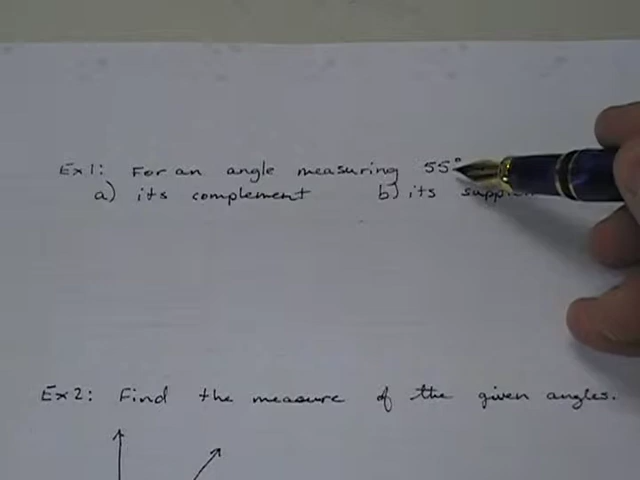 Ex1: For an angle measuring 55°
a) its complement b) its
Ex2: Find the measure of the given angles.